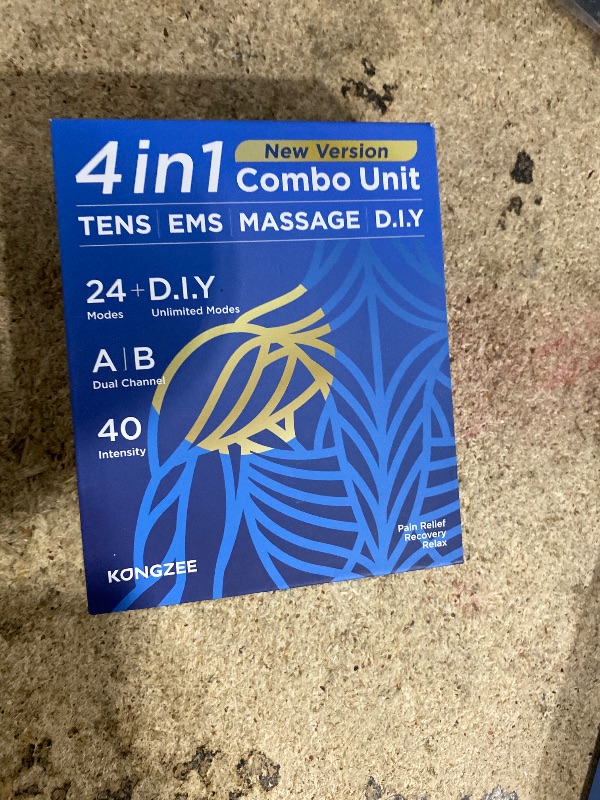 4in1
New Version
Combo Unit
TENS | EMS | MASSAGE | D.I.Y
24 + D.I.Y
Modes Unlimited Modes
A | B
Dual Channel
40
Intensity
Pain Relief
Recovery
Relax
KONGZEE